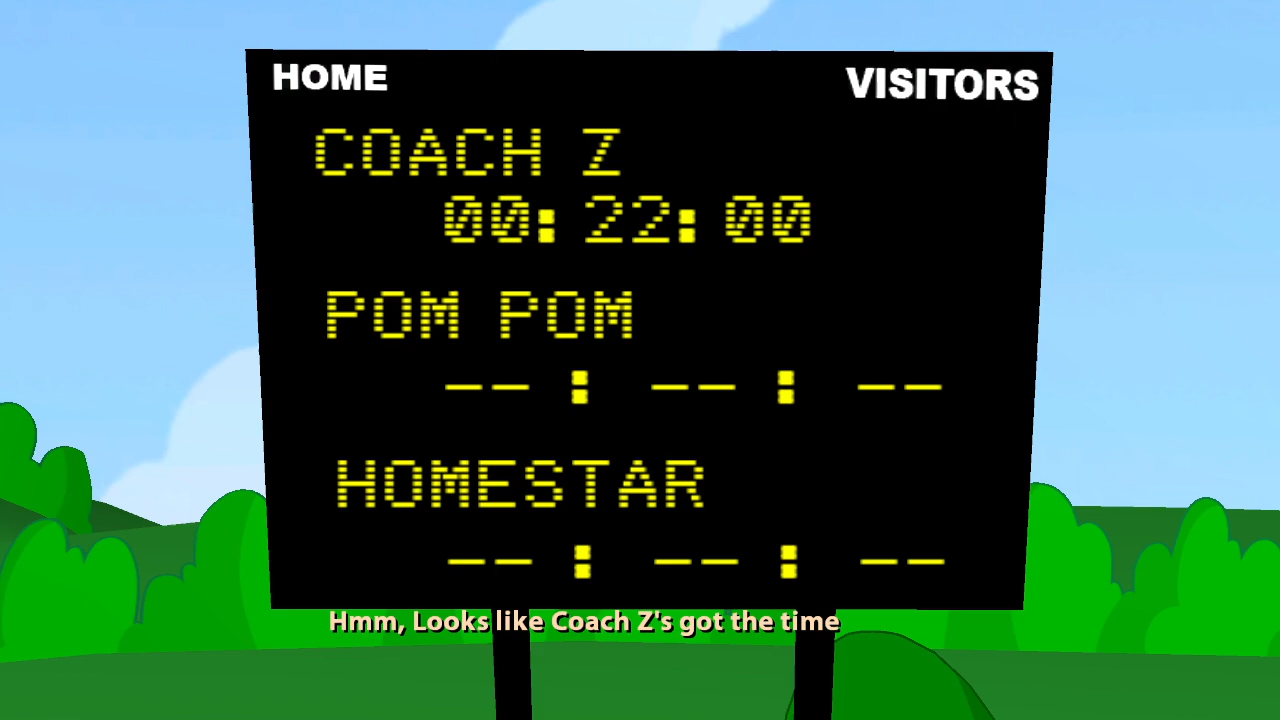 HOME VISITORS
COACH Z
00:22:00
POM POM
--:--:--
HOMESTAR
--:--:--
Hmm, Looks like Coach Z's got the time